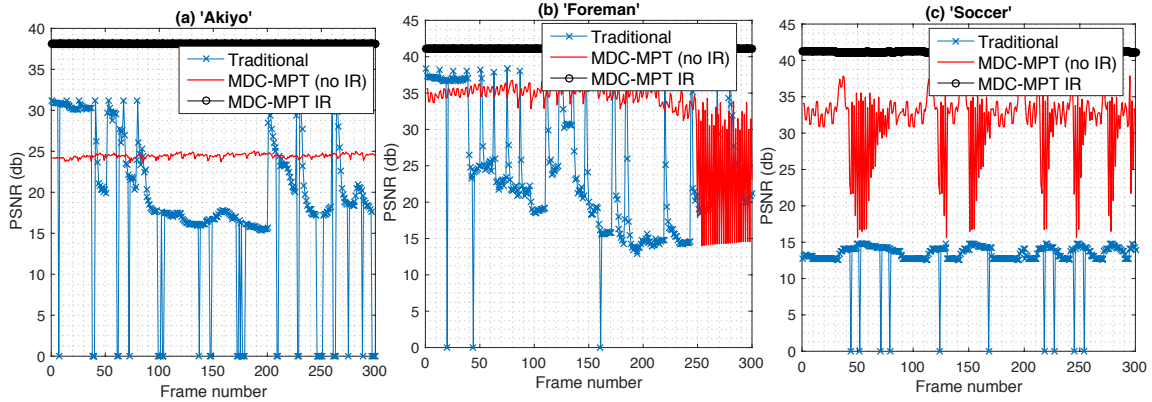 (a) 'Akiyo'
PSNR (db)
40
35
30
25
20
15
10
5
0
Traditional
MDC-MPT (no IR)
MDC-MPT IR
0 50 100 150 200 250 300
Frame number
(b) 'Foreman'
PSNR (db)
45
40
35
30
25
20
15
10
5
0
Traditional
MDC-MPT (no IR)
MDC-MPT IR
0 50 100 150 200 250 300
Frame number
(c) 'Soccer'
PSNR (db)
45
40
35
30
25
20
15
10
5
0
Traditional
MDC-MPT (no IR)
MDC-MPT IR
0 50 100 150 200 250 300
Frame number